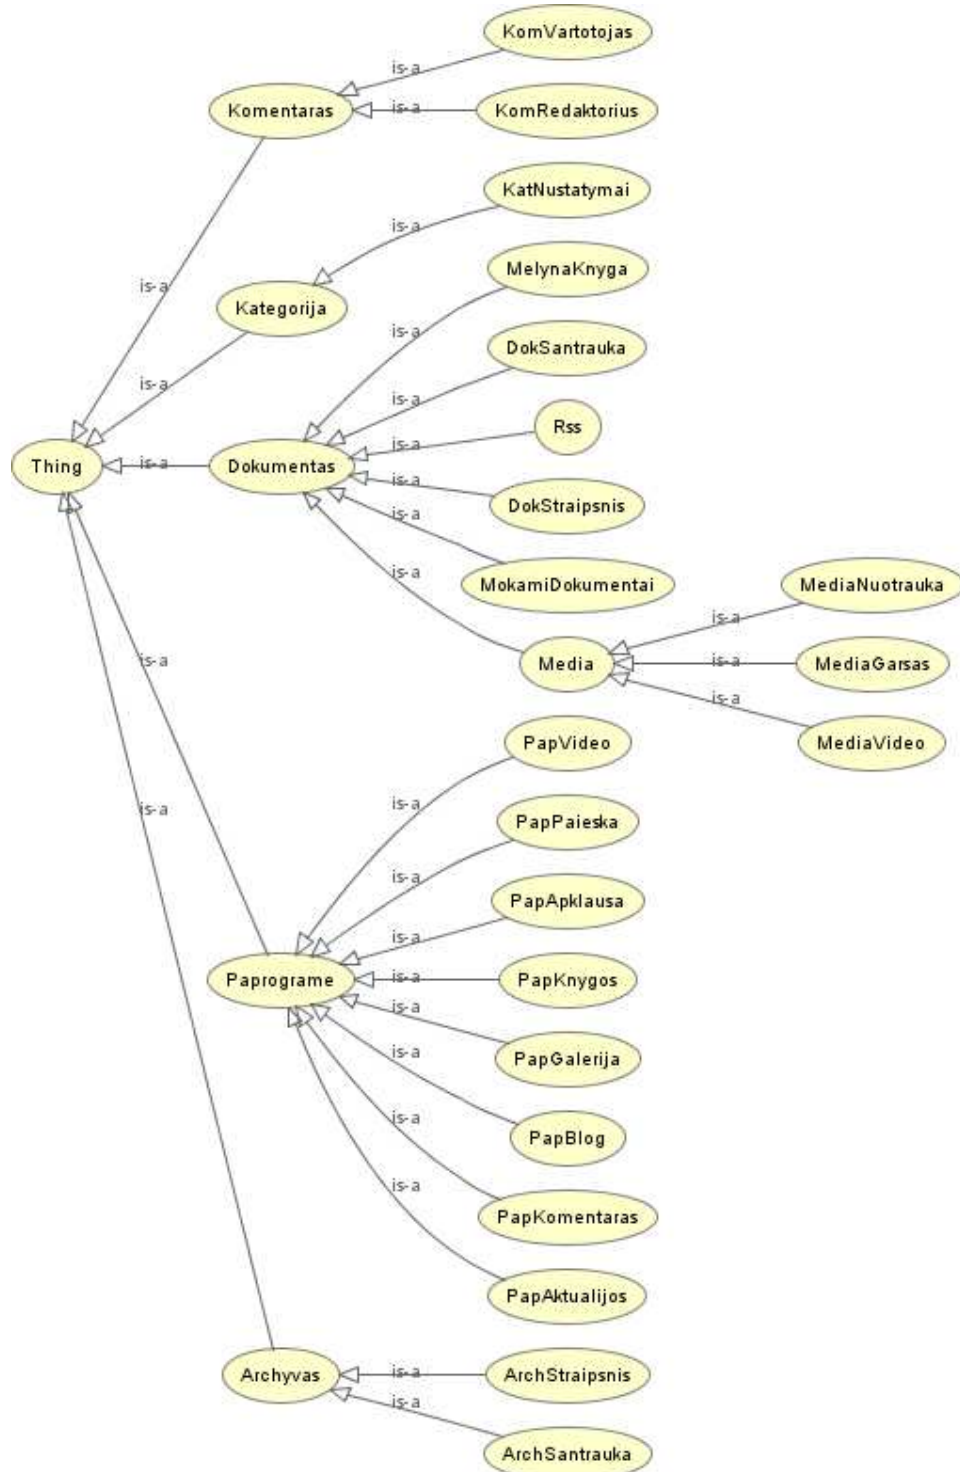 KomVartotojas
is-a
Komentaras
is-a
KomRedaktorius
KatNustatymai
is-a
MelynaKnyga
is-a
Kategorija
is-a
DokSantrauka
is-a
is-a
Rss
is-a
Thing
is-a
Dokumentas
is-a
DokStraipsnis
is-a
is-a
MokamiDokumentai
MediaNuotrauka
is-a
is-a
Media
is-a
MediaGarsas
is-a
MediaVideo
PapVideo
is-a
is-a
PapPaieska
is-a
PapApklausa
is-a
Paprograme
is-a
PapKnygos
is-a
PapGalerija
is-a
PapBlog
is-a
PapKomentaras
is-a
PapAktualijos
is-a
Archyvas
is-a
ArchStraipsnis
is-a
ArchSantrauka